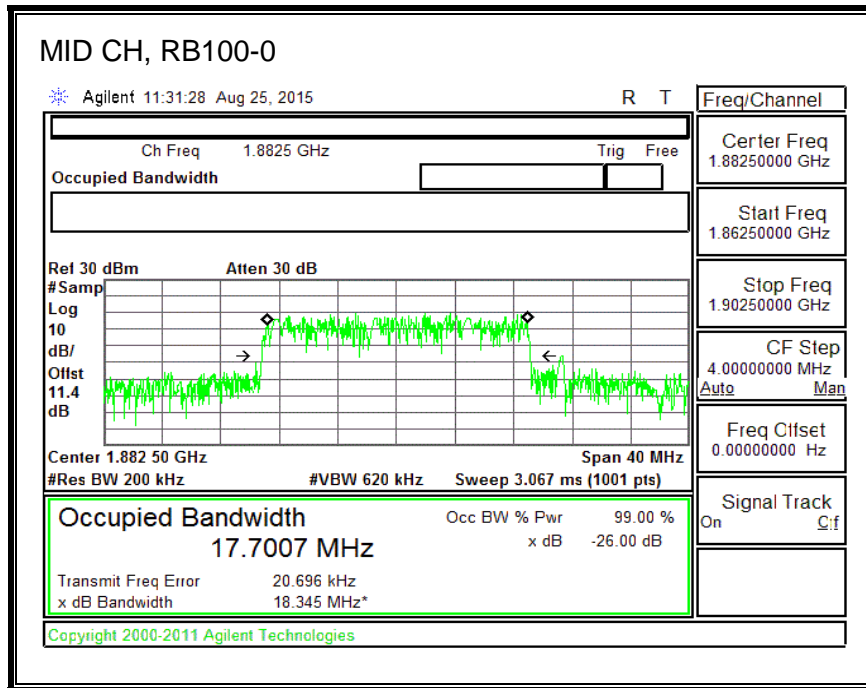 MID CH, RB100-0
Agilent 11:31:28 Aug 25, 2015 R T
Freq/Channel
Ch Freq 1.8825 GHz Trig Free
Occupied Bandwidth
Center Freq
1.88250000 GHz
Start Freq
1.86250000 GHz
Stop Freq
1.90250000 GHz
CF Step
4.00000000 MHz
Auto Man
Freq Offset
0.00000000 Hz
Signal Track
On Off
Ref 30 dBm Atten 30 dB
#Samp
Log
10
dB/
Offst
11.4
dB
Center 1.882 50 GHz Span 40 MHz
#Res BW 200 kHz #VBW 620 kHz Sweep 3.067 ms (1001 pts)
Occupied Bandwidth
17.7007 MHz
Occ BW % Pwr 99.00 %
x dB -26.00 dB
Transmit Freq Error 20.696 kHz
x dB Bandwidth 18.345 MHz*
Copyright 2000-2011 Agilent Technologies